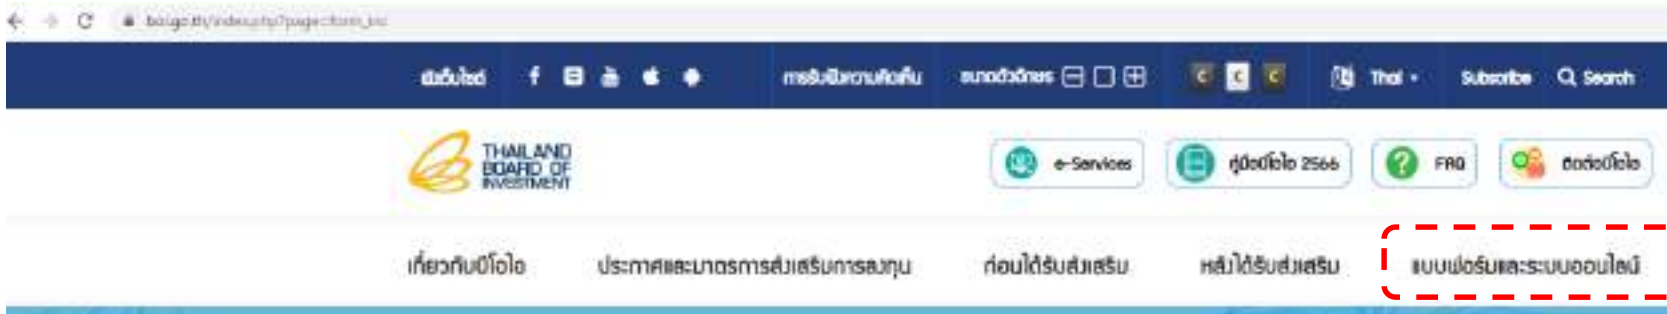 boi.go.th/index.php?page=form_
ผังเว็บไซต์ การรับฟังความคิดเห็น ขนาดตัวอักษร C C C Thai Subscribe Search
THAILAND
BOARD OF
INVESTMENT
e-Services คู่มือบีโอไอ 2566 FAQ ติดต่อบีโอไอ
เกี่ยวกับบีโอไอ ประกาศและมาตรการส่งเสริมการลงทุน ก่อนได้รับส่งเสริม หลังได้รับส่งเสริม แบบฟอร์มและระบบออนไลน์